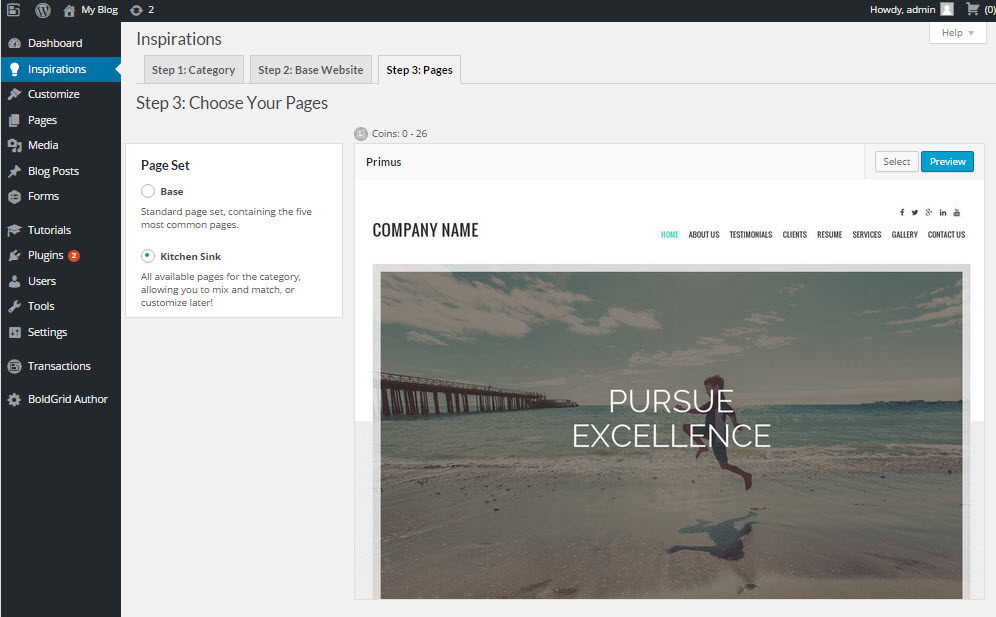 My Blog 2 Howdy, admin (0)
Dashboard
Inspirations
Customize
Pages
Media
Blog Posts
Forms
Tutorials
Plugins 2
Users
Tools
Settings
Transactions
BoldGrid Author
Inspirations
Help
Step 1: Category Step 2: Base Website Step 3: Pages
Step 3: Choose Your Pages
Page Set
Base
Standard page set, containing the five
most common pages.
Kitchen Sink
All available pages for the category,
allowing you to mix and match, or
customize later!
Coins: 0 - 26
Primus Select Preview
COMPANY NAME
HOME ABOUT US TESTIMONIALS CLIENTS RESUME SERVICES GALLERY CONTACT US
PURSUE
EXCELLENCE